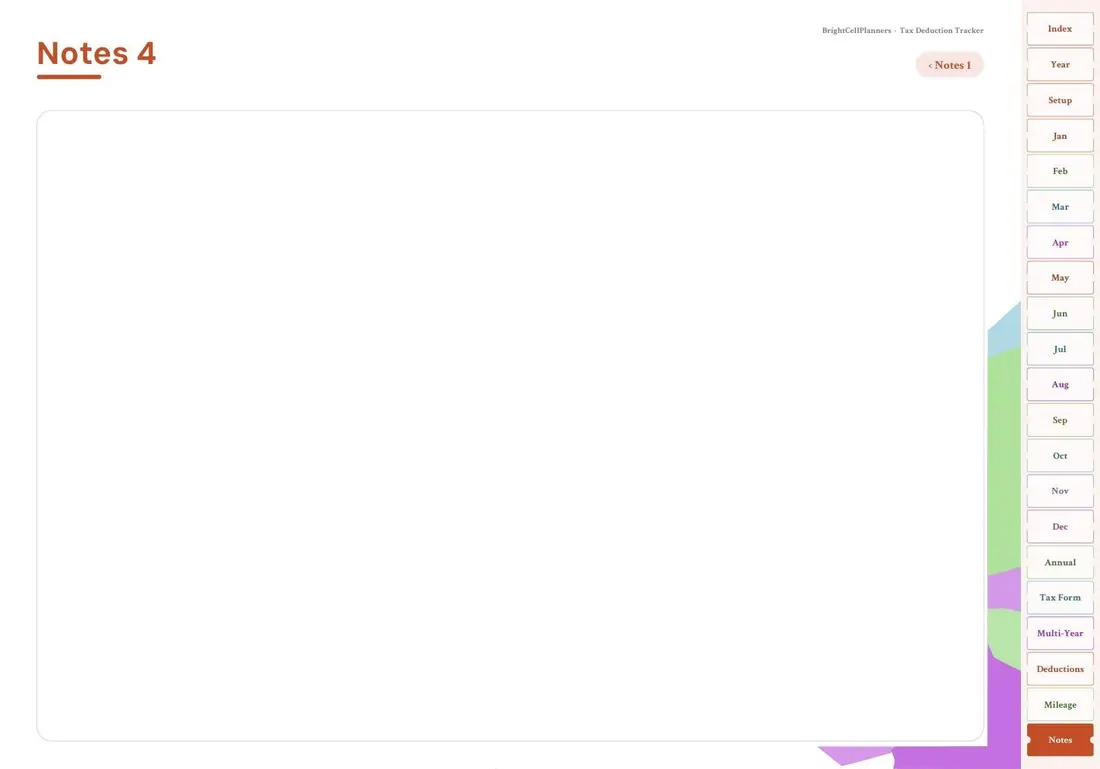 BrightCellPlanners · Tax Deduction Tracker
Notes 4
‹ Notes 1
Index
Year
Setup
Jan
Feb
Mar
Apr
May
Jun
Jul
Aug
Sep
Oct
Nov
Dec
Annual
Tax Form
Multi-Year
Deductions
Mileage
Notes